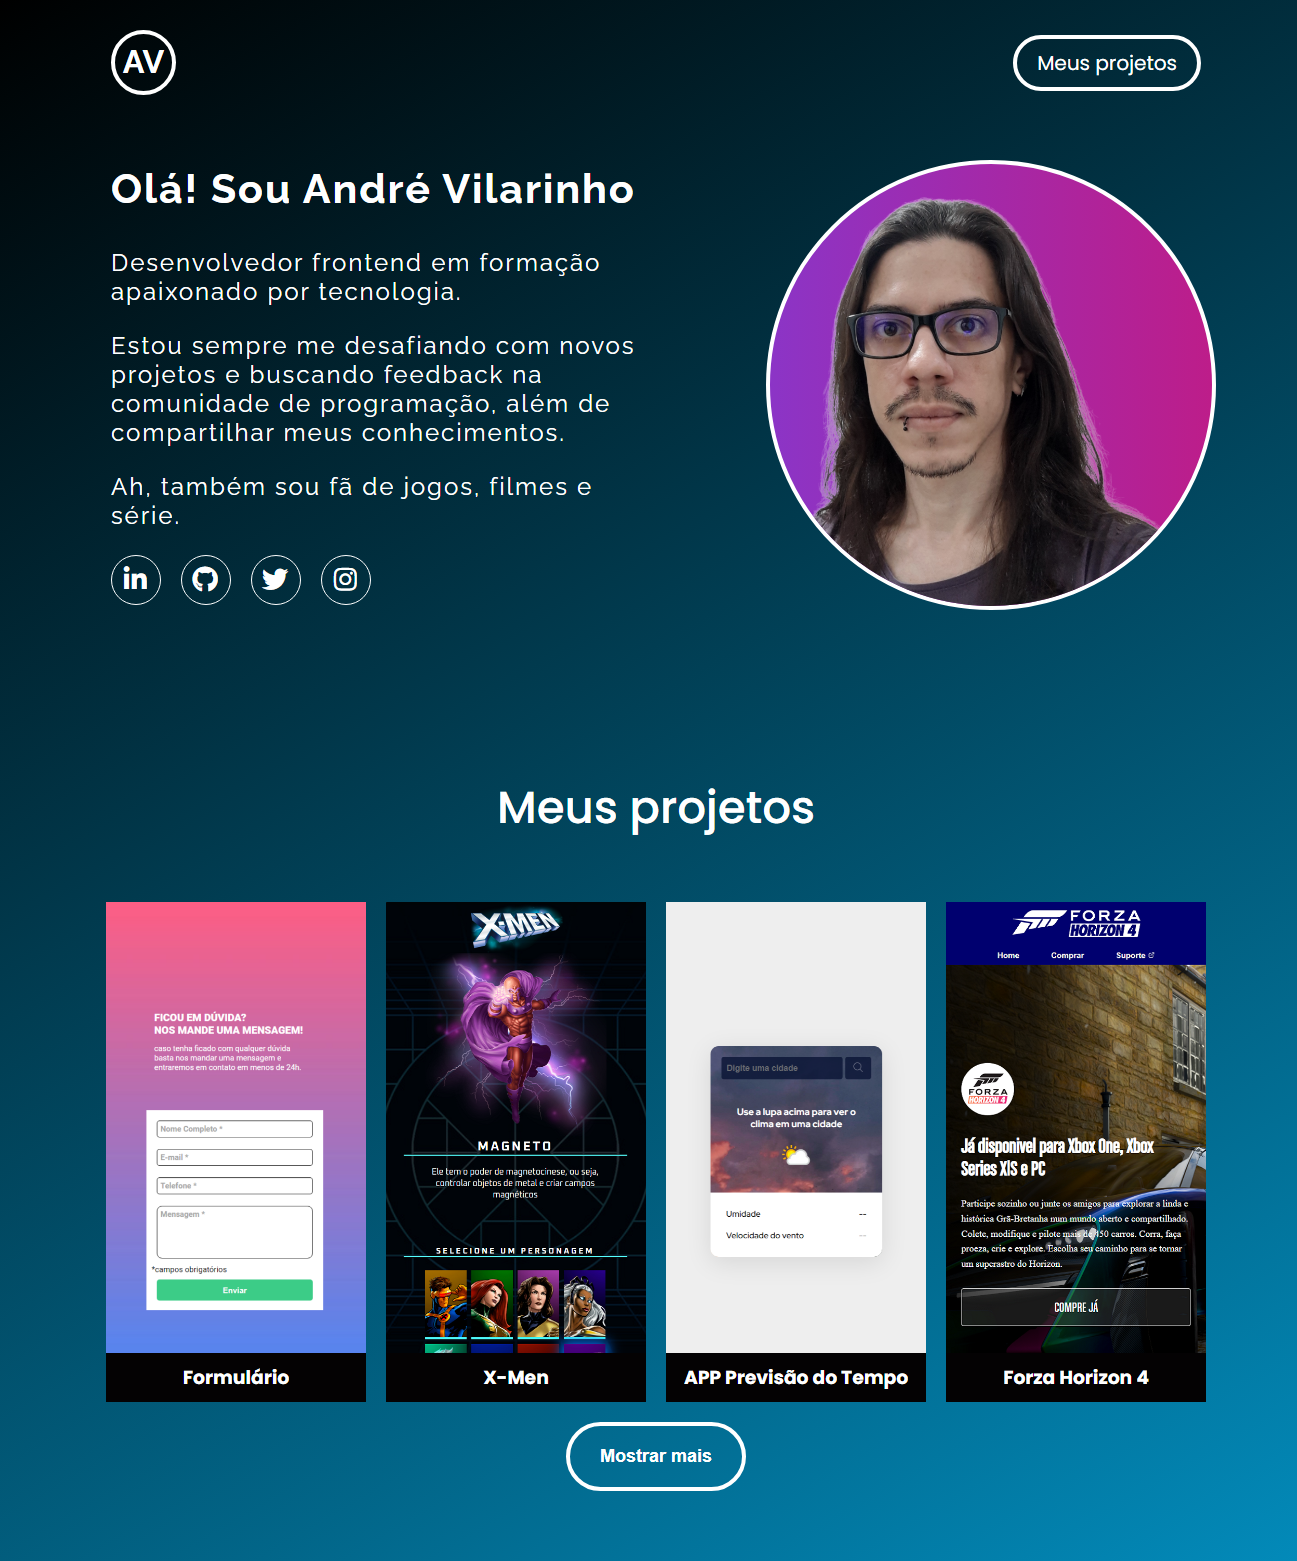 AV
Meus projetos
Olá! Sou André Vilarinho
Desenvolvedor frontend em formação
apaixonado por tecnologia.
Estou sempre me desafiando com novos
projetos e buscando feedback na
comunidade de programação, além de
compartilhar meus conhecimentos.
Ah, também sou fã de jogos, filmes e
série.
in
Meus projetos
FICOU EM DÚVIDA?
NOS MANDE UMA MENSAGEM!
caso tenha ficado com qualquer dúvida
basta nos mandar uma mensagem e
entraremos em contato em menos de 24h.
Nome Completo *
E-mail *
Telefone *
Mensagem *
*campos obrigatórios
Enviar
Formulário
X-MEN
MAGNETO
Ele tem o poder de magnetocinese, ou seja,
controlar objetos de metal e criar campos
magnéticos
SELECIONE UM PERSONAGEM
X-Men
Digite uma cidade
Use a lupa acima para ver o
clima em uma cidade
Umidade --
Velocidade do vento --
APP Previsão do Tempo
FORZA
HORIZON 4
Home Comprar Suporte
FORZA
HORIZON 4
Já disponivel para Xbox One, Xbox
Series X|S e PC
Participe sozinho ou junte os amigos para explorar a linda e
histórica Grã-Bretanha num mundo aberto e compartilhado.
Colete, modifique e pilote mais de 450 carros. Corra, faça
proeza, crie e explore. Escolha seu caminho para se tornar
um superastro do Horizon.
COMPRE JÁ
Forza Horizon 4
Mostrar mais